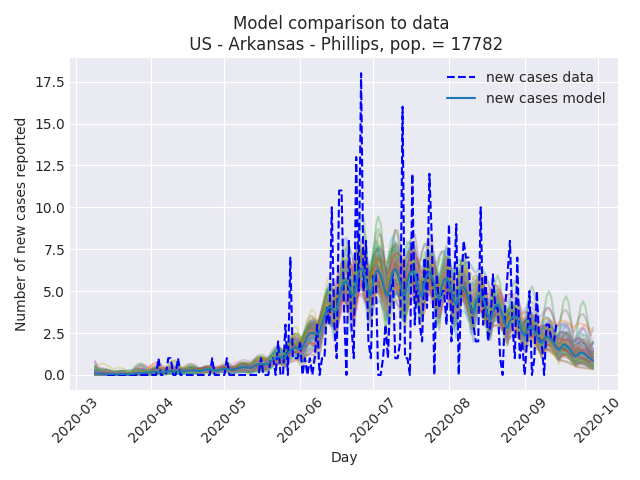 Model comparison to data
US - Arkansas - Phillips, pop. = 17782
new cases data
new cases model
Number of new cases reported
17.5
15.0
12.5
10.0
7.5
5.0
2.5
0.0
2020-03
2020-04
2020-05
2020-06
2020-07
2020-08
2020-09
2020-10
Day